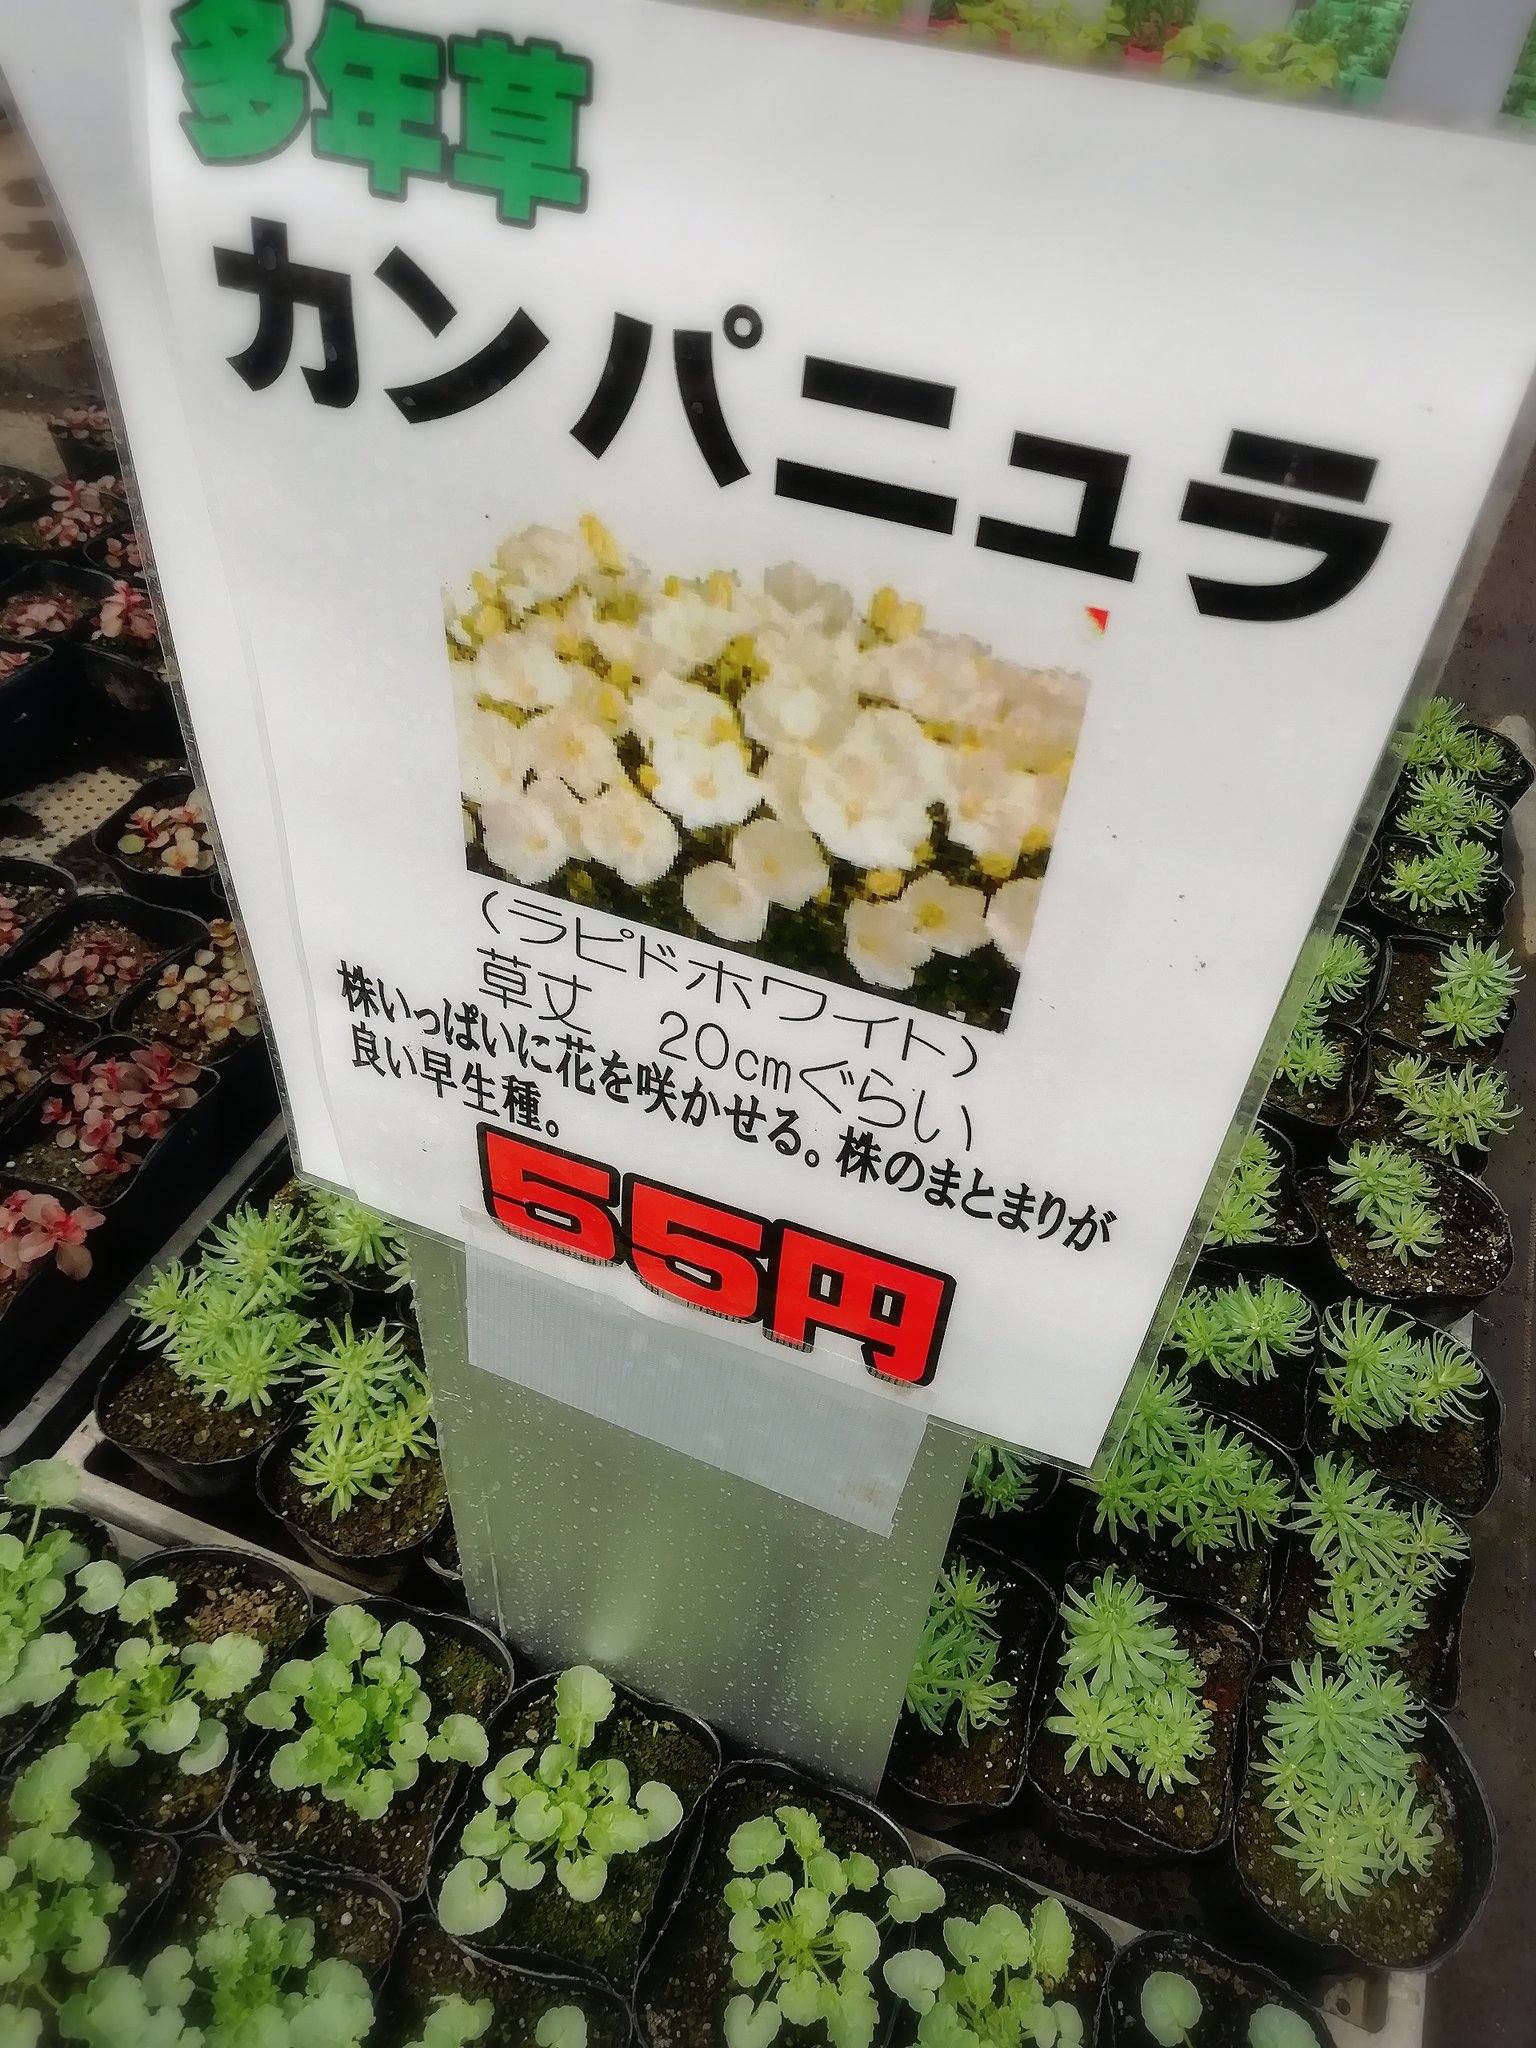 多年草
カンパニュラ
（ラピドホワイト）
草丈　20cmぐらい
株いっぱいに花を咲かせる。株のまとまりが
良い早生種。
55円